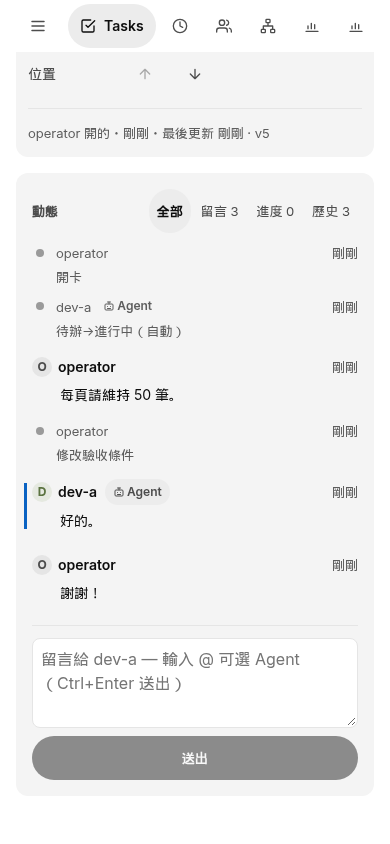 Tasks
位置
operator 開的・剛剛・最後更新 剛剛 · v5
動態 全部 留言 3 進度 0 歷史 3
operator 剛剛
開卡
dev-a Agent 剛剛
待辦→進行中（自動）
O operator 剛剛
每頁請維持 50 筆。
operator 剛剛
修改驗收條件
D dev-a Agent 剛剛
好的。
O operator 剛剛
謝謝！
留言給 dev-a — 輸入 @ 可選 Agent
（Ctrl+Enter 送出）
送出